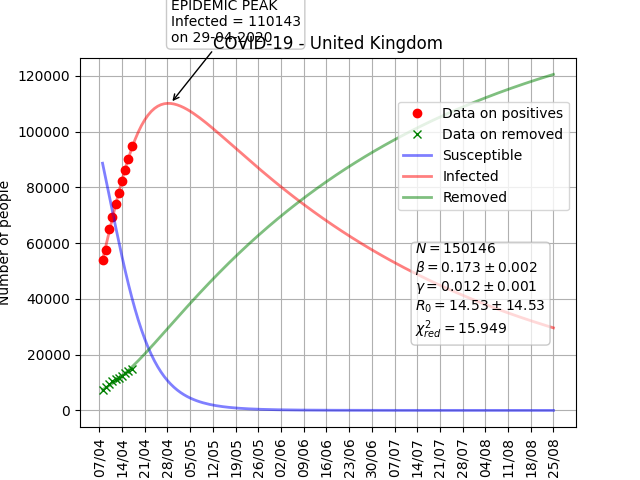 EPIDEMIC PEAK
Infected = 110143
on 29-04-2020
COVID-19 - United Kingdom
Number of people
120000
100000
80000
60000
40000
20000
0
Data on positives
Data on removed
Susceptible
Infected
Removed
N = 150146
β = 0.173 ± 0.002
γ = 0.012 ± 0.001
R₀ = 14.53 ± 14.53
χ²_red = 15.949
07/04
14/04
21/04
28/04
05/05
12/05
19/05
26/05
02/06
09/06
16/06
23/06
30/06
07/07
14/07
21/07
28/07
04/08
11/08
18/08
25/08